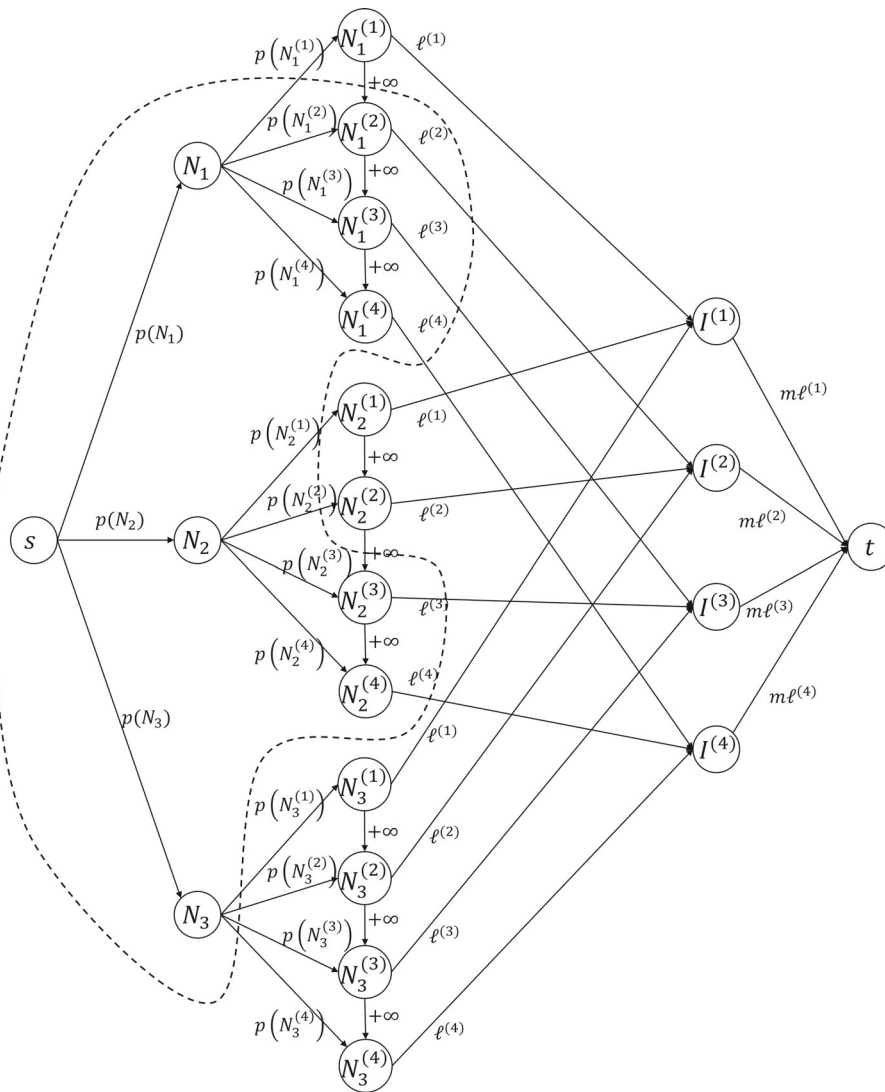 N_1^{(1)}
ℓ^{(1)}
p(N_1^{(1)})
+∞
p(N_1^{(2)})
N_1^{(2)}
ℓ^{(2)}
N_1
+∞
p(N_1^{(3)})
N_1^{(3)}
ℓ^{(3)}
+∞
p(N_1^{(4)})
N_1^{(4)}
ℓ^{(4)}
I^{(1)}
p(N_1)
mℓ^{(1)}
N_2^{(1)}
ℓ^{(1)}
p(N_2^{(1)})
+∞
I^{(2)}
p(N_2^{(2)})
N_2^{(2)}
ℓ^{(2)}
mℓ^{(2)}
s
p(N_2)
N_2
+∞
t
p(N_2^{(3)})
N_2^{(3)}
ℓ^{(3)}
I^{(3)}
mℓ^{(3)}
+∞
p(N_2^{(4)})
N_2^{(4)}
ℓ^{(4)}
mℓ^{(4)}
p(N_3)
ℓ^{(1)}
I^{(4)}
N_3^{(1)}
p(N_3^{(1)})
+∞
ℓ^{(2)}
p(N_3^{(2)})
N_3^{(2)}
N_3
+∞
p(N_3^{(3)})
ℓ^{(3)}
N_3^{(3)}
+∞
p(N_3^{(4)})
ℓ^{(4)}
N_3^{(4)}